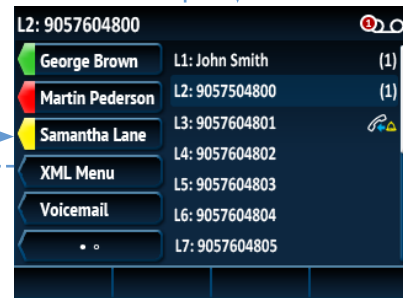 L2: 9057604800
1
George Brown
L1: John Smith (1)
Martin Pederson
L2: 9057504800 (1)
Samantha Lane
L3: 9057604801
XML Menu
L4: 9057604802
L5: 9057604803
Voicemail
L6: 9057604804
L7: 9057604805